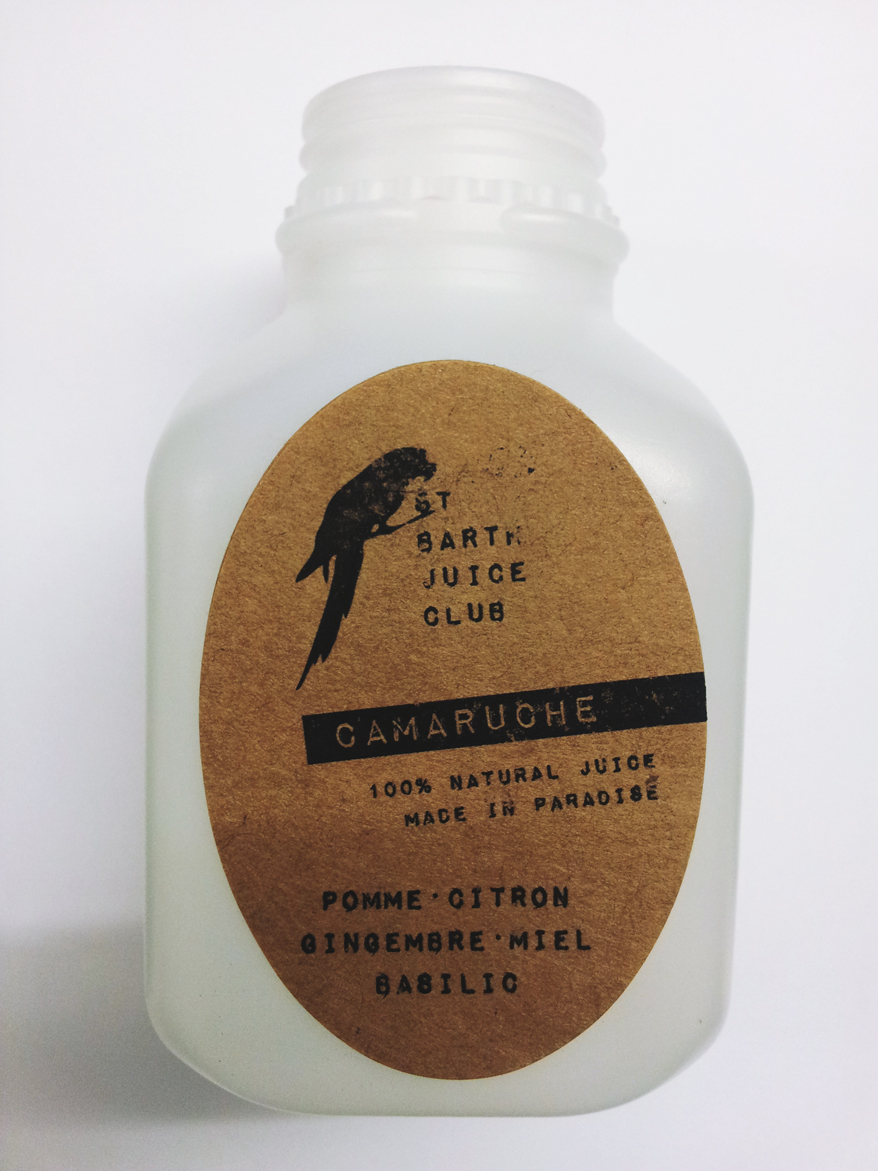 ST
BARTH
JUICE
CLUB
CAMARUCHE
100% NATURAL JUICE
MADE IN PARADISE
POMME·CITRON
GINGEMBRE·MIEL
BASILIC